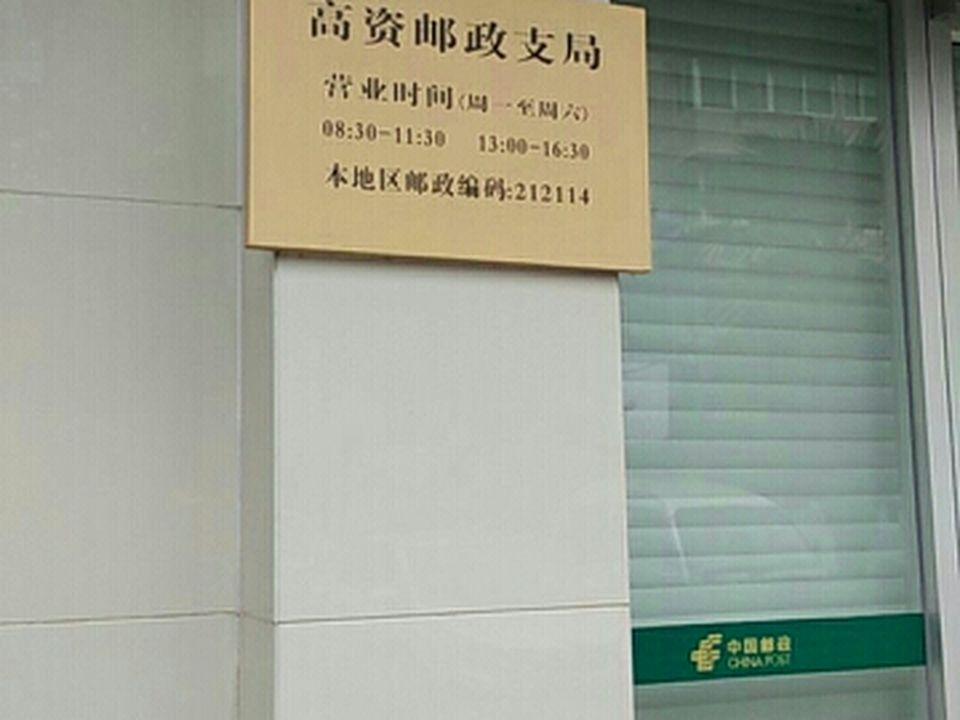 高资邮政支局
营业时间(周一至周六)
08:30-11:30 13:00-16:30
本地区邮政编码:212114
中国邮政
CHINA POST